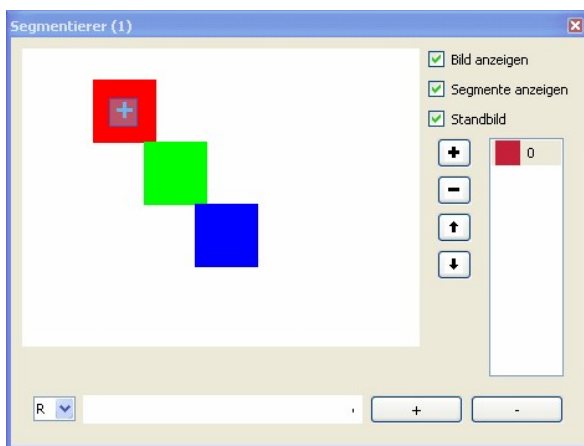 Segmentierer (1)
Bild anzeigen
Segmente anzeigen
Standbild
+
0
-
R
+
-